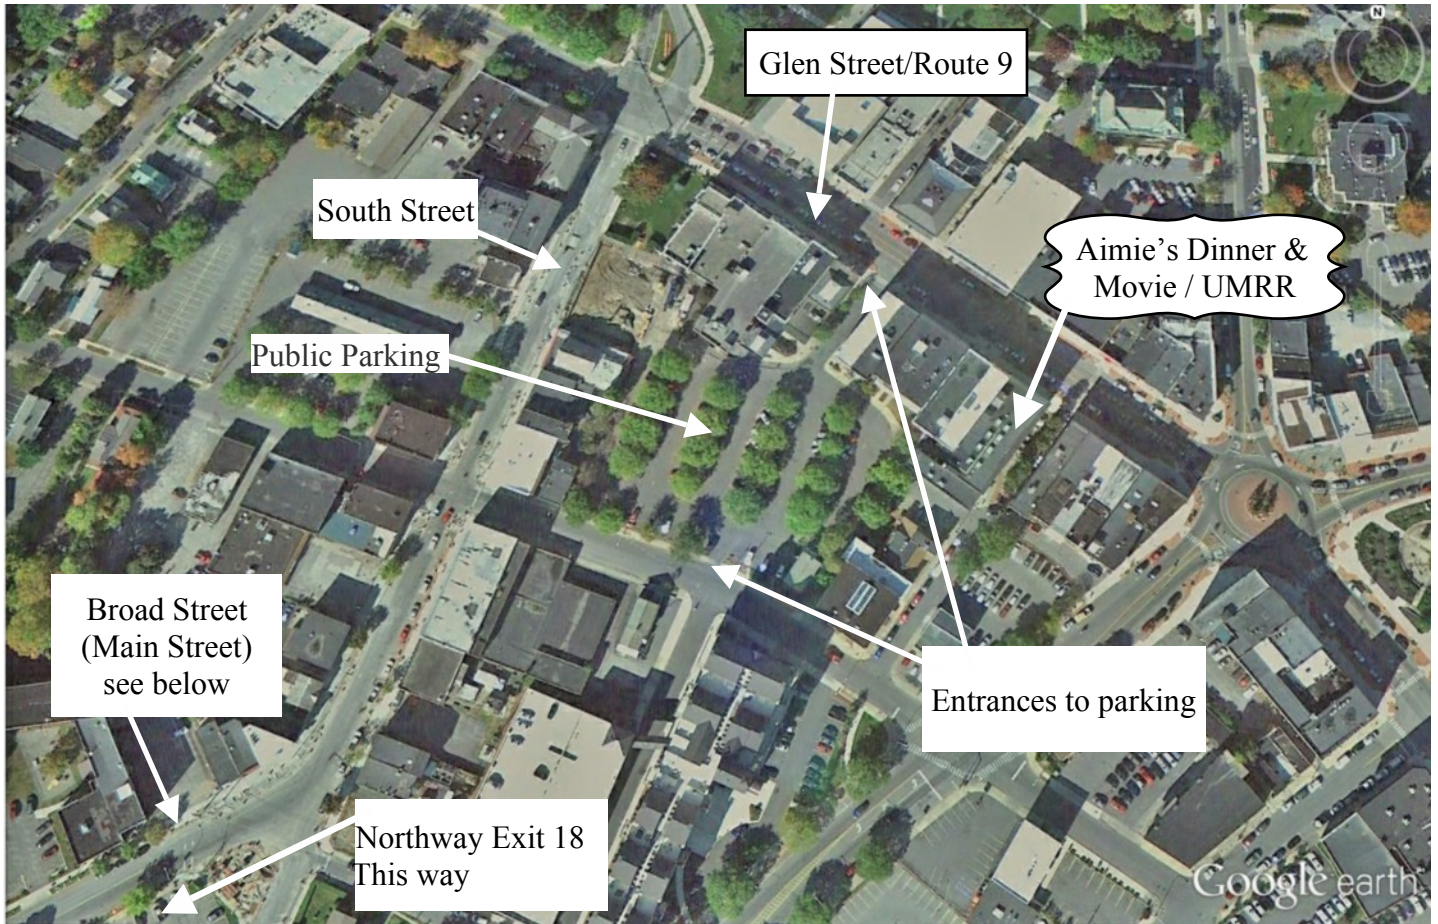 N
Glen Street/Route 9
South Street
Aimie’s Dinner &
Movie / UMRR
Public Parking
Broad Street
(Main Street)
see below
Entrances to parking
Northway Exit 18
This way
Google earth